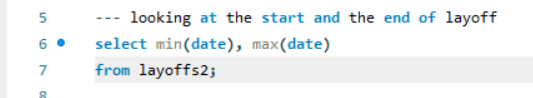 5 --- looking at the start and the end of layoff
6 select min(date), max(date)
7 from layoffs2;
8